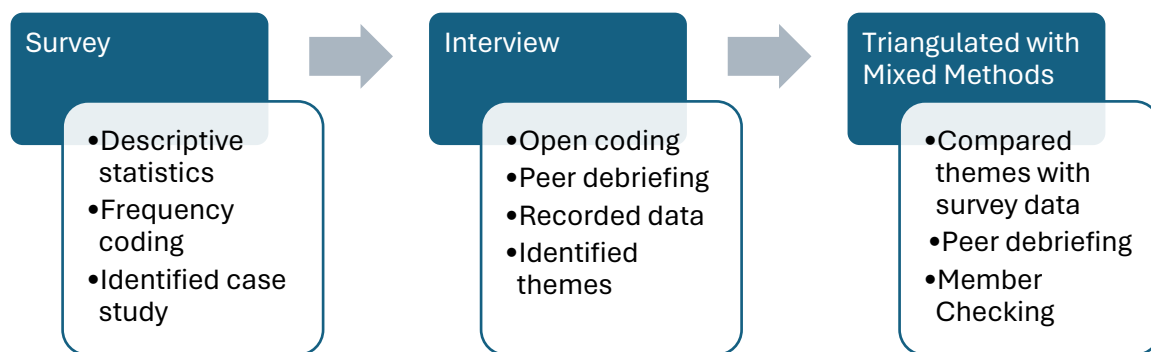 Survey
•Descriptive
statistics
•Frequency
coding
•Identified case
study
Interview
•Open coding
•Peer debriefing
•Recorded data
•Identified
themes
Triangulated with
Mixed Methods
•Compared
themes with
survey data
•Peer debriefing
•Member
Checking